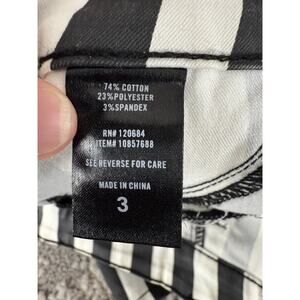 74% COTTON
23% POLYESTER
3% SPANDEX
RN# 120684
ITEM# 10857688
SEE REVERSE FOR CARE
MADE IN CHINA
3